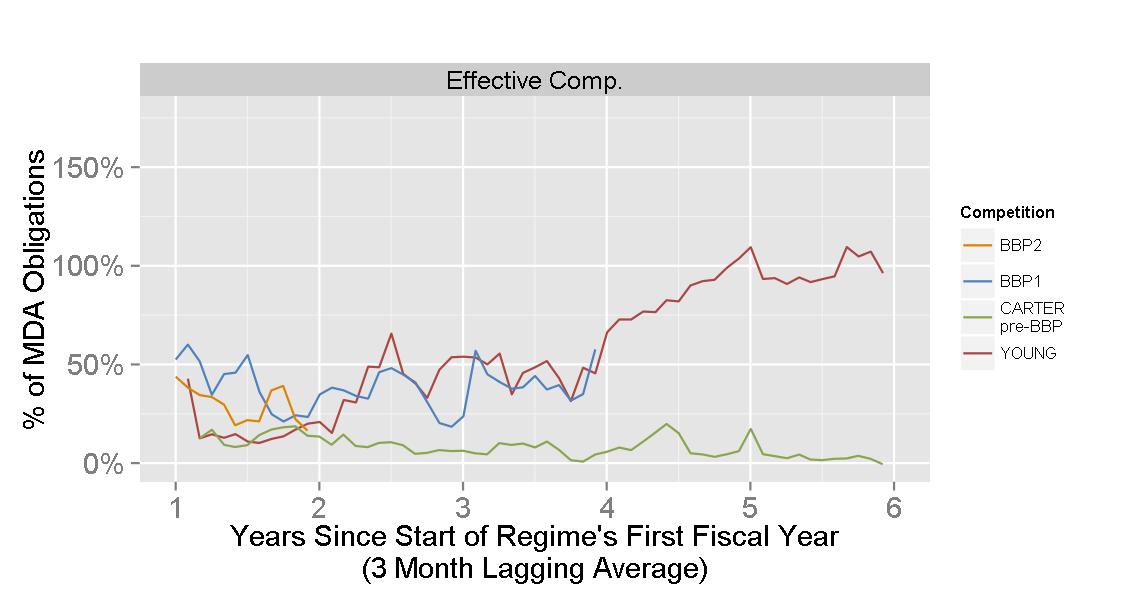 Effective Comp.
% of MDA Obligations
150%
100%
50%
0%
1 2 3 4 5 6
Years Since Start of Regime's First Fiscal Year
(3 Month Lagging Average)
Competition
BBP2
BBP1
CARTER
pre-BBP
YOUNG